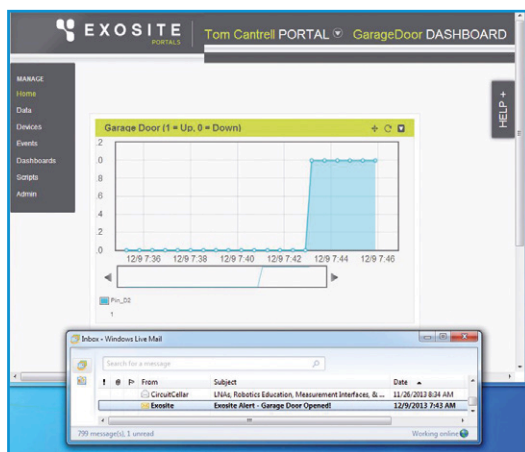 EXOSITE
PORTALS
Tom Cantrell PORTAL GarageDoor DASHBOARD
MANAGE
Home
Data
Devices
Events
Dashboards
Scripts
Admin
HELP +
Garage Door (1 = Up, 0 = Down)
.2
.0
.8
.6
.4
.2
.0
12/9 7:36 12/9 7:38 12/9 7:40 12/9 7:42 12/9 7:44 12/9 7:46
Pin_D2
1
Inbox - Windows Live Mail
Search for a message
! From Subject Date
CircuitCellar LNAs, Robotics Education, Measurement Interfaces, & ... 11/26/2013 8:34 AM
Exosite Exosite Alert - Garage Door Opened! 12/9/2013 7:43 AM
799 message(s), 1 unread Working online